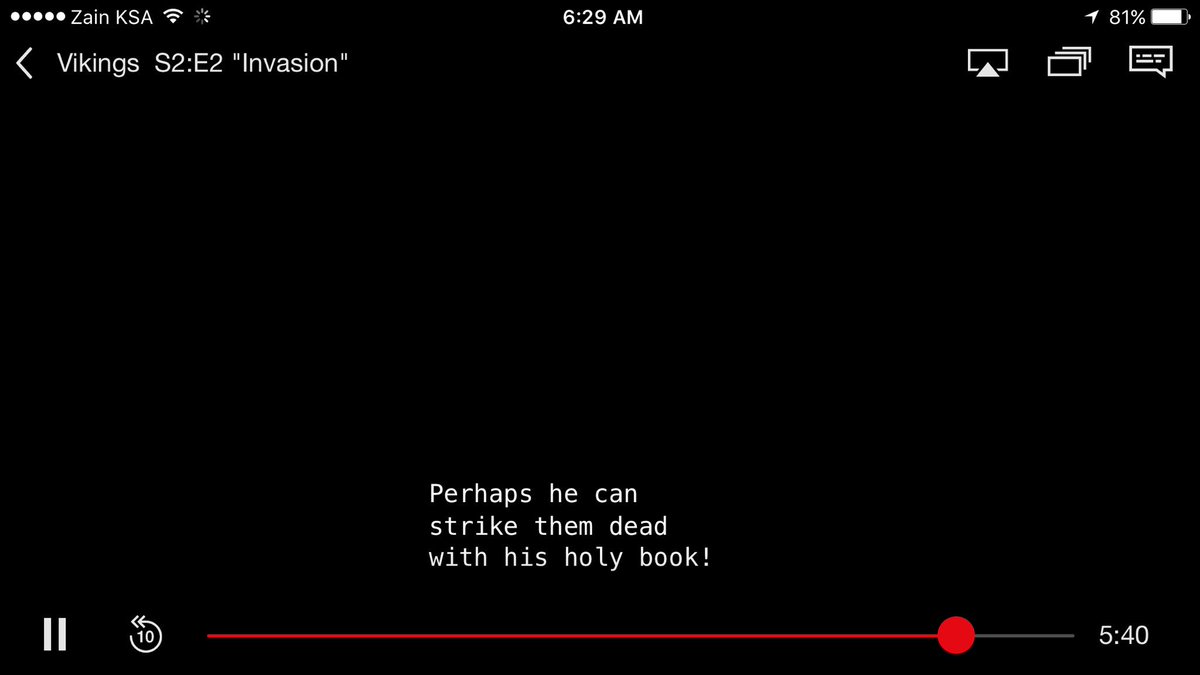 Zain KSA
6:29 AM
81%
Vikings S2:E2 "Invasion"
Perhaps he can
strike them dead
with his holy book!
10
5:40